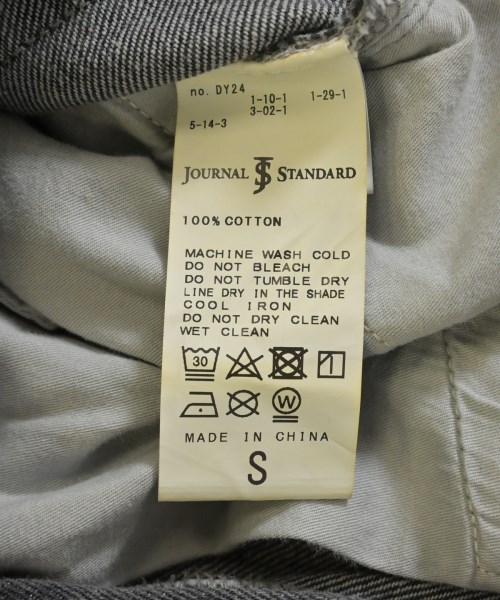 no. DY24
1-10-1 1-29-1
3-02-1
5-14-3
JOURNAL JS STANDARD
100% COTTON
MACHINE WASH COLD
DO NOT BLEACH
DO NOT TUMBLE DRY
LINE DRY IN THE SHADE
COOL IRON
DO NOT DRY CLEAN
WET CLEAN
30
W
MADE IN CHINA
S